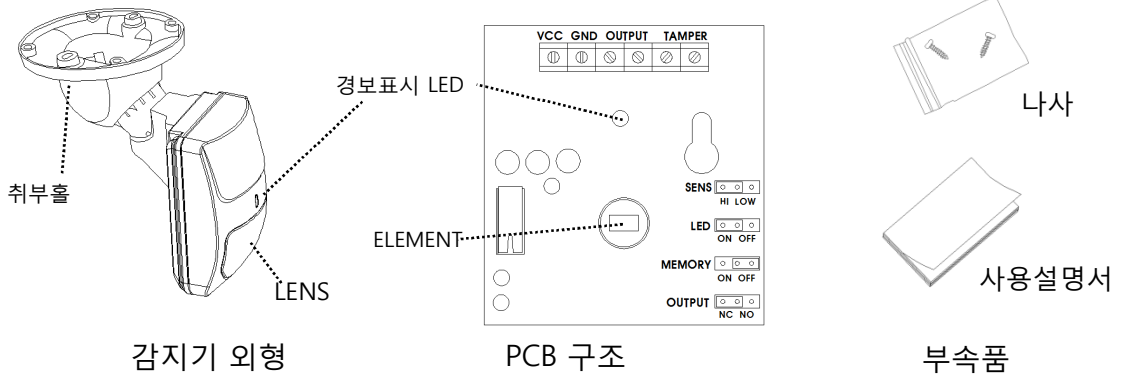 VCC GND OUTPUT TAMPER
경보표시 LED
나사
취부홀
SENS
HI LOW
LED
ON OFF
ELEMENT
MEMORY
ON OFF
LENS
사용설명서
OUTPUT
NC NO
감지기 외형
PCB 구조
부속품